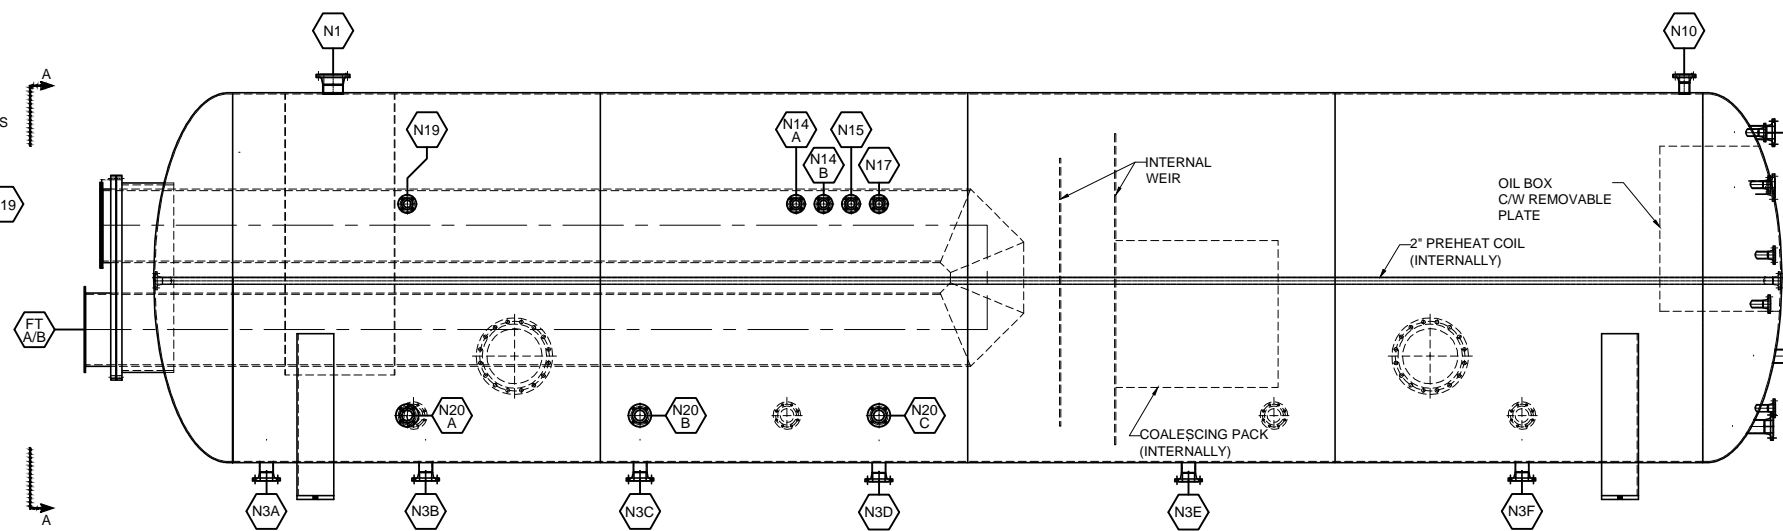 N1
N10
A
S
N19
N14
A
N14
B
N15
N17
INTERNAL
WEIR
OIL BOX
C/W REMOVABLE
PLATE
19
2" PREHEAT COIL
(INTERNALLY)
FT
A/B
N20
A
N20
B
N20
C
COALESCING PACK
(INTERNALLY)
A
N3A
N3B
N3C
N3D
N3E
N3F